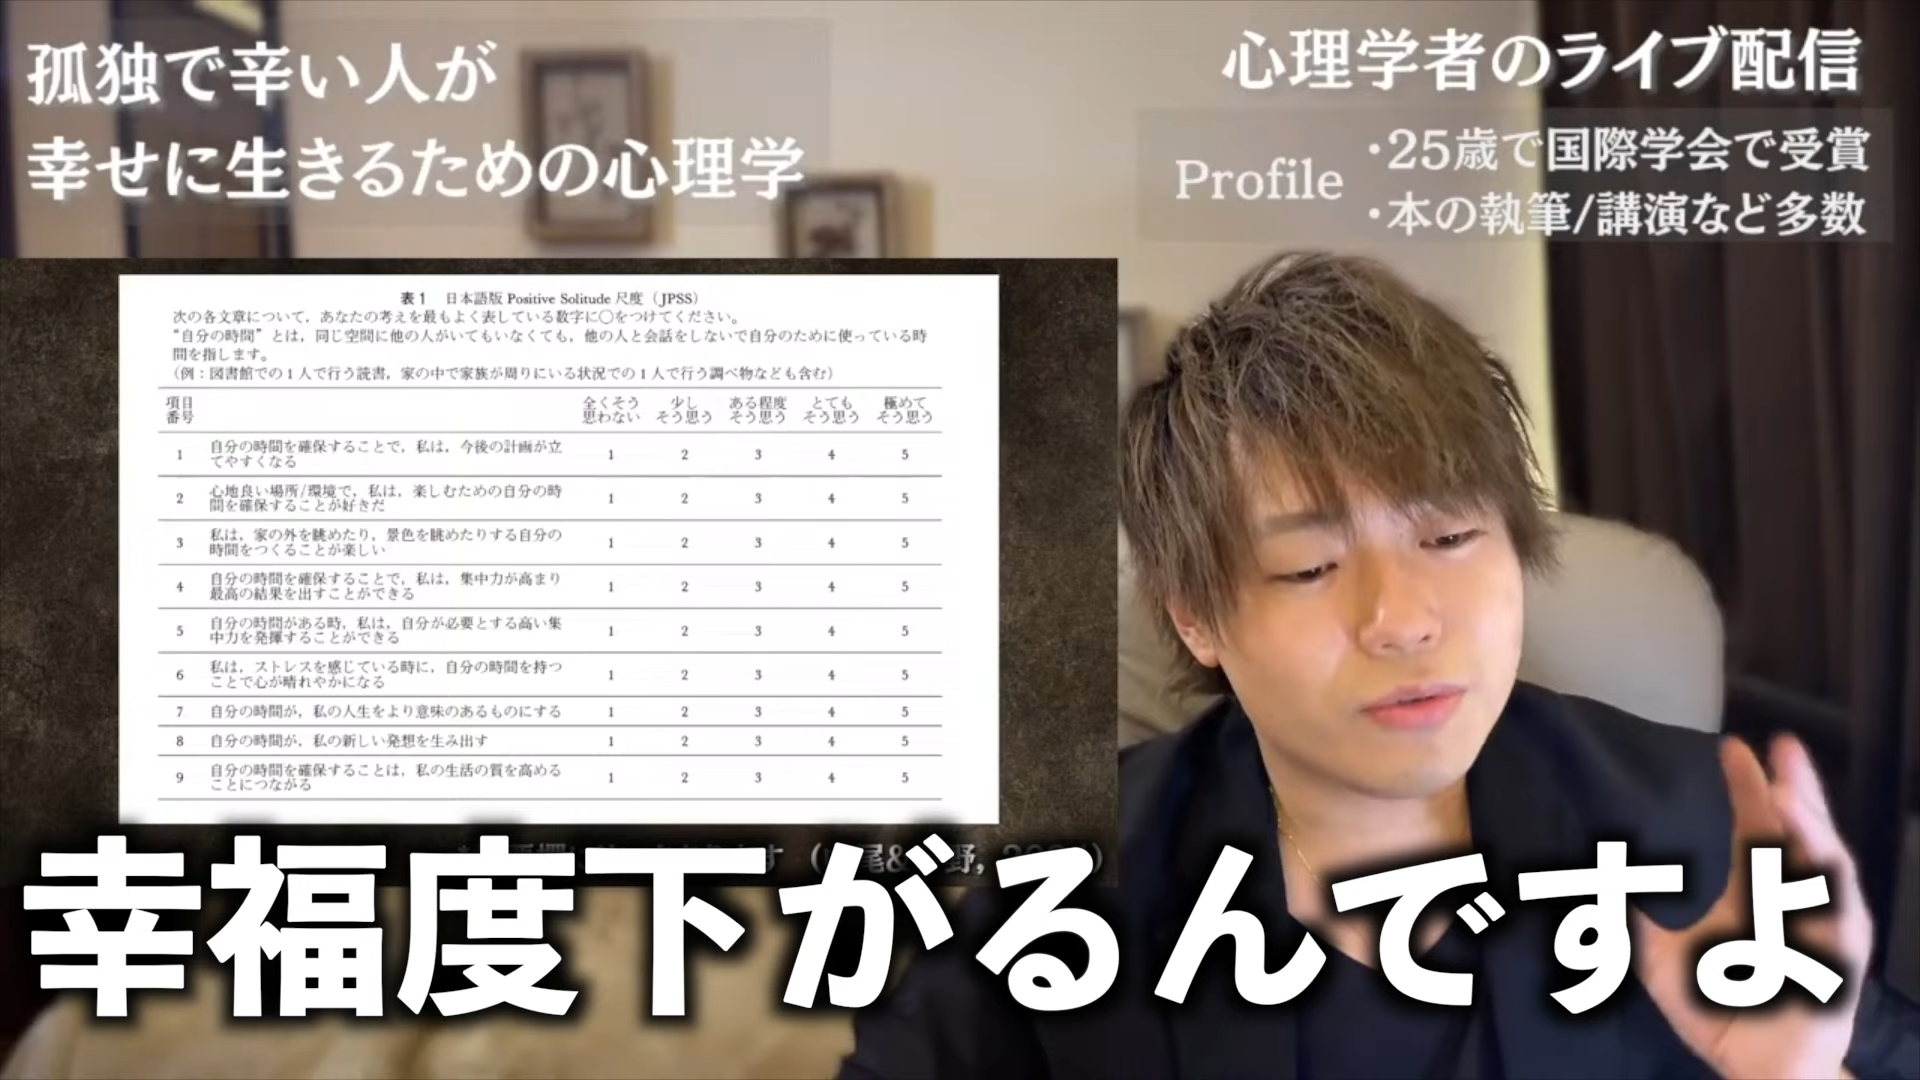 孤独で辛い人が
幸せに生きるための心理学
心理学者のライブ配信
Profile
・25歳で国際学会で受賞
・本の執筆/講演など多数
表1 日本語版 Positive Solitude 尺度（JPSS）
次の各文章について，あなたの考えを最もよく表している数字に○をつけてください。
“自分の時間”とは，同じ空間に他の人がいてもいなくても，他の人と会話をしないで自分のために使っている時
間を指します。
（例：図書館での1人で行う読書，家の中で家族が周りにいる状況での1人で行う調べ物なども含む）
項目
番号
全くそう
思わない
少し
そう思う
ある程度
そう思う
とても
そう思う
極めて
そう思う
1 自分の時間を確保することで，私は，今後の計画が立
てやすくなる 1 2 3 4 5
2 心地良い場所/環境で，私は，楽しむための自分の時
間を確保することが好きだ 1 2 3 4 5
3 私は，家の外を眺めたり，景色を眺めたりする自分の
時間をつくることが楽しい 1 2 3 4 5
4 自分の時間を確保することで，私は，集中力が高まり
最高の結果を出すことができる 1 2 3 4 5
5 自分の時間がある時，私は，自分が必要とする高い集
中力を発揮することができる 1 2 3 4 5
6 私は，ストレスを感じている時に，自分の時間を持つ
ことで心が晴れやかになる 1 2 3 4 5
7 自分の時間が，私の人生をより意味のあるものにする 1 2 3 4 5
8 自分の時間が，私の新しい発想を生み出す 1 2 3 4 5
9 自分の時間を確保することは，私の生活の質を高める
ことにつながる 1 2 3 4 5
幸福度下がるんですよ